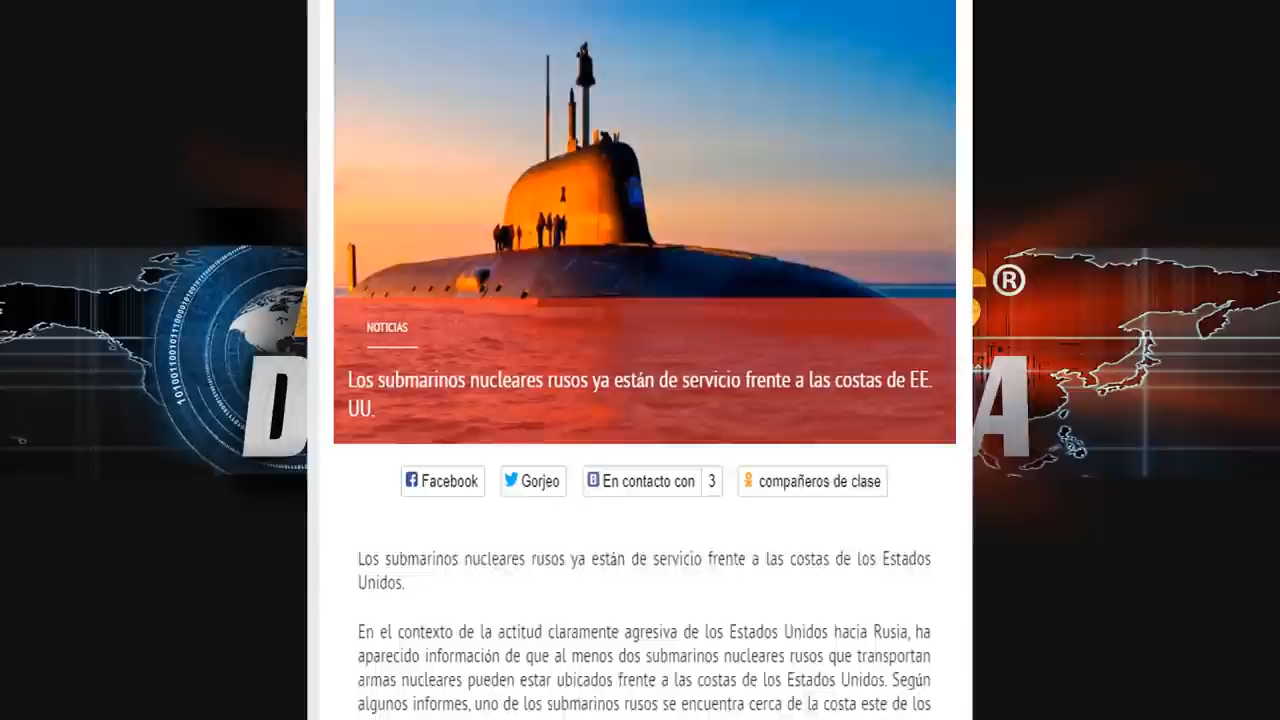 NOTICIAS
Los submarinos nucleares rusos ya están de servicio frente a las costas de EE.
UU.
Facebook
Gorjeo
En contacto con 3
compañeros de clase
D
A
®
Los submarinos nucleares rusos ya están de servicio frente a las costas de los Estados
Unidos.
En el contexto de la actitud claramente agresiva de los Estados Unidos hacia Rusia, ha
aparecido información de que al menos dos submarinos nucleares rusos que transportan
armas nucleares pueden estar ubicados frente a las costas de los Estados Unidos. Según
algunos informes, uno de los submarinos rusos se encuentra cerca de la costa este de los